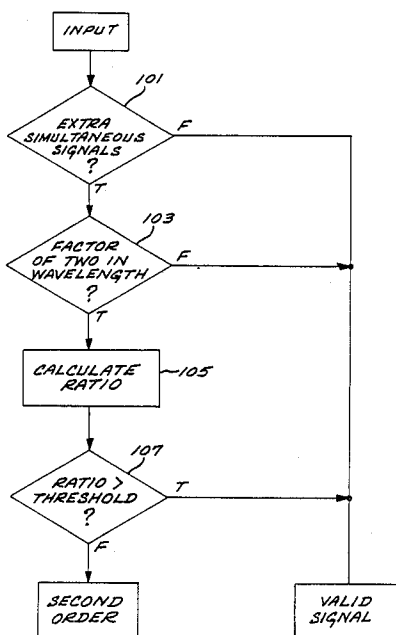 INPUT
101
EXTRA
SIMULTANEOUS
SIGNALS
?
F
T
103
FACTOR
OF TWO IN
WAVELENGTH
?
F
T
CALCULATE
RATIO
105
107
RATIO >
THRESHOLD
?
T
F
SECOND
ORDER
VALID
SIGNAL